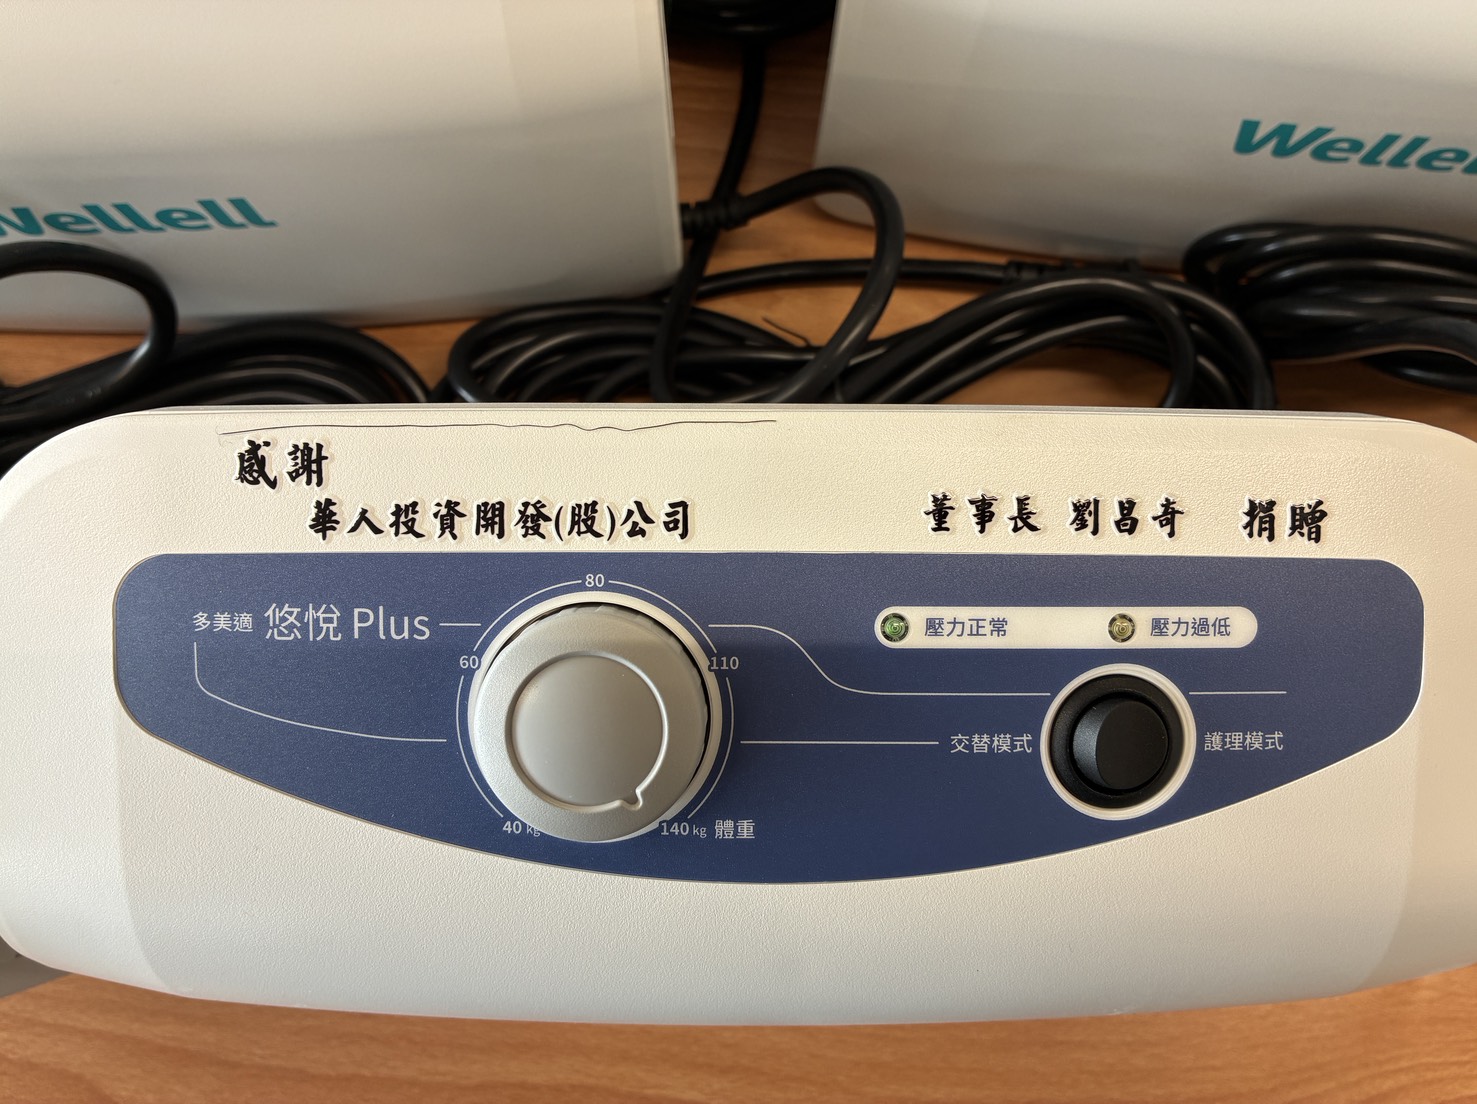 Wellell
Welle
感謝
華人投資開發(股)公司 董事長 劉昌奇 捐贈
多美適 悠悅 Plus
80
60
110
40 kg
140 kg 體重
壓力正常
壓力過低
交替模式
護理模式